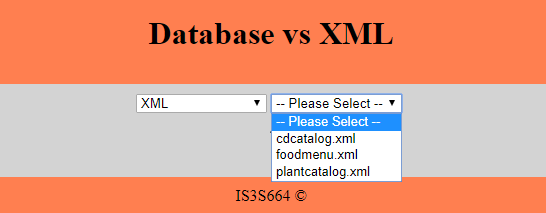 Database vs XML
XML -- Please Select --
-- Please Select --
cdcatalog.xml
foodmenu.xml
plantcatalog.xml
IS3S664 ©